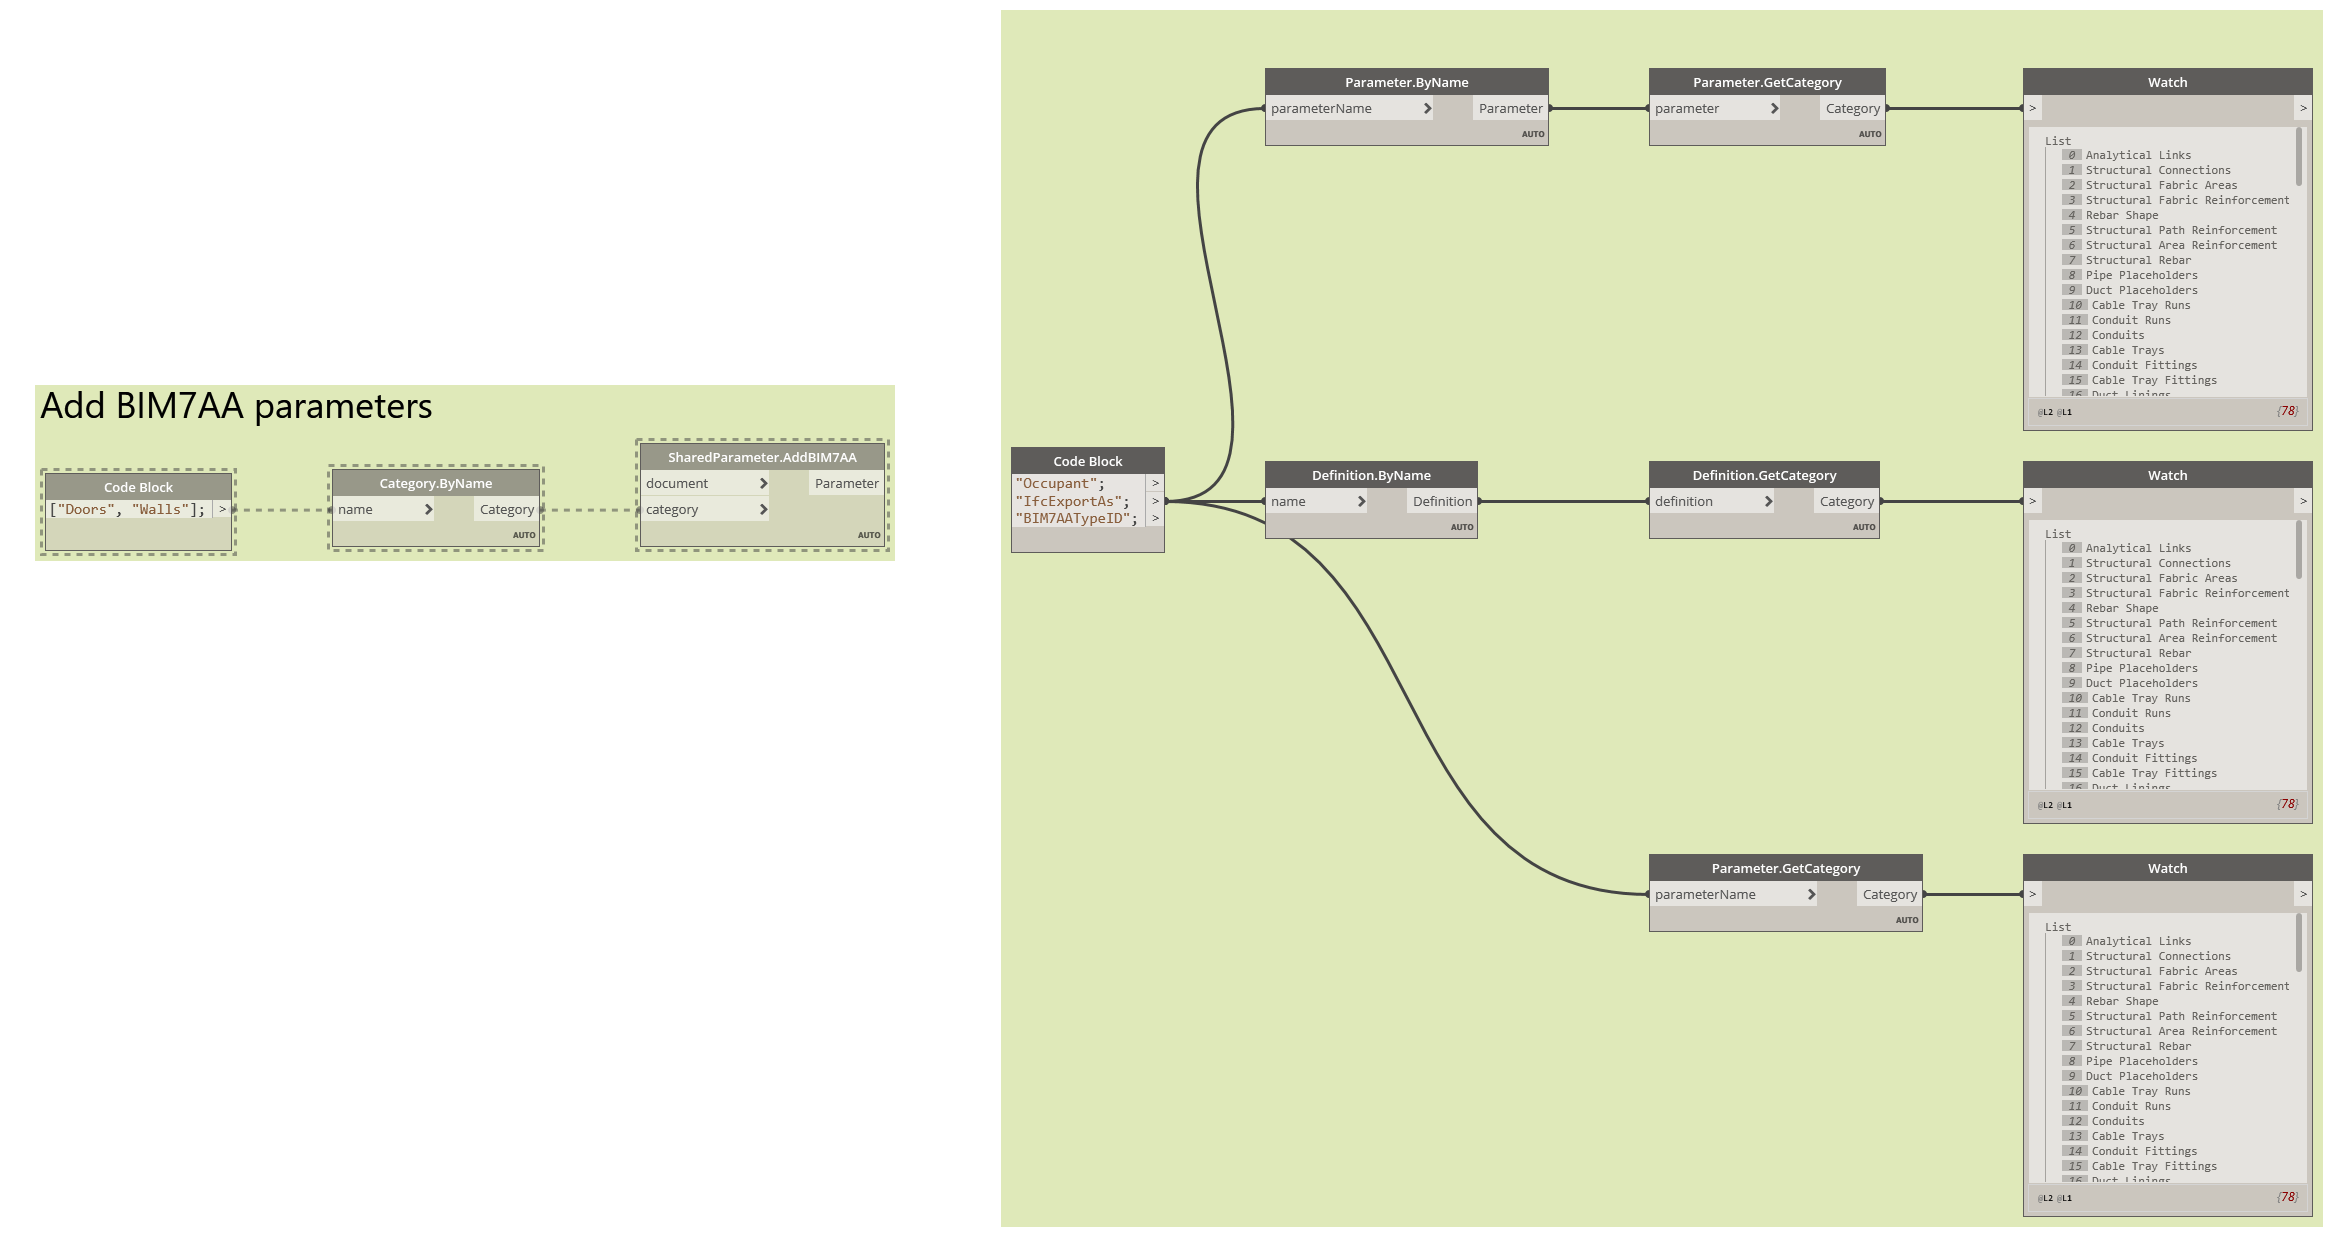 Add BIM7AA parameters
Code Block
["Doors", "Walls"]; >
Category.ByName
name Category
AUTO
SharedParameter.AddBIM7AA
document Parameter
category
AUTO
Code Block
"Occupant"; >
"IfcExportAs"; >
"BIM7AATypeID"; >
Parameter.ByName
parameterName Parameter
AUTO
Parameter.GetCategory
parameter Category
AUTO
Watch
> >
List
0 Analytical Links
1 Structural Connections
2 Structural Fabric Areas
3 Structural Fabric Reinforcement
4 Rebar Shape
5 Structural Path Reinforcement
6 Structural Area Reinforcement
7 Structural Rebar
8 Pipe Placeholders
9 Duct Placeholders
10 Cable Tray Runs
11 Conduit Runs
12 Conduits
13 Cable Trays
14 Conduit Fittings
15 Cable Tray Fittings
16 Duct Linings
@L2 @L1 {78}
Definition.ByName
name Definition
AUTO
Definition.GetCategory
definition Category
AUTO
Watch
> >
List
0 Analytical Links
1 Structural Connections
2 Structural Fabric Areas
3 Structural Fabric Reinforcement
4 Rebar Shape
5 Structural Path Reinforcement
6 Structural Area Reinforcement
7 Structural Rebar
8 Pipe Placeholders
9 Duct Placeholders
10 Cable Tray Runs
11 Conduit Runs
12 Conduits
13 Cable Trays
14 Conduit Fittings
15 Cable Tray Fittings
16 Duct Linings
@L2 @L1 {78}
Parameter.GetCategory
parameterName Category
AUTO
Watch
> >
List
0 Analytical Links
1 Structural Connections
2 Structural Fabric Areas
3 Structural Fabric Reinforcement
4 Rebar Shape
5 Structural Path Reinforcement
6 Structural Area Reinforcement
7 Structural Rebar
8 Pipe Placeholders
9 Duct Placeholders
10 Cable Tray Runs
11 Conduit Runs
12 Conduits
13 Cable Trays
14 Conduit Fittings
15 Cable Tray Fittings
16 Duct Linings
@L2 @L1 {78}